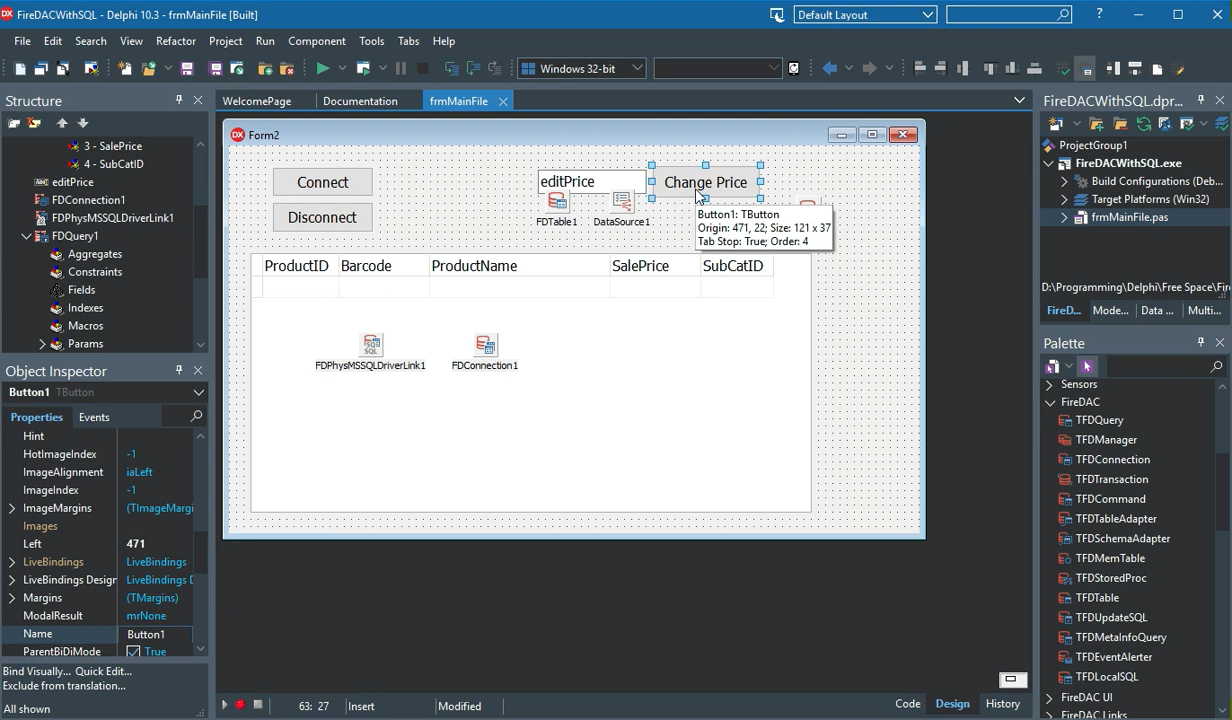 FireDACWithSQL - Delphi 10.3 - frmMainFile [Built]
Default Layout
File Edit Search View Refactor Project Run Component Tools Tabs Help
Windows 32-bit
Structure
3 - SalePrice
4 - SubCatID
editPrice
FDConnection1
FDPhysMSSQLDriverLink1
FDQuery1
Aggregates
Constraints
Fields
Indexes
Macros
Params
Object Inspector
Button1 TButton
Properties Events
Hint
HotImageIndex -1
ImageAlignment iaLeft
ImageIndex -1
ImageMargins (TImageMargi
Images
Left 471
LiveBindings LiveBindings
LiveBindings Design LiveBindings D
Margins (TMargins)
ModalResult mrNone
Name Button1
ParentBiDiMode True
Bind Visually... Quick Edit...
Exclude from translation...
All shown
WelcomePage Documentation frmMainFile
DX Form2
Connect
Disconnect
editPrice
Change Price
FDTable1
DataSource1
Button1: TButton
Origin: 471, 22; Size: 121 x 37
Tab Stop: True; Order: 4
ProductID Barcode ProductName SalePrice SubCatID
FDPhysMSSQLDriverLink1
FDConnection1
63: 27 Insert Modified
Code Design History
FireDACWithSQL.dpr...
ProjectGroup1
FireDACWithSQL.exe
Build Configurations (Deb
Target Platforms (Win32)
frmMainFile.pas
D:\Programming\Delphi\Free Space\Fire
FireD... Mode... Data ... Multi...
Palette
Sensors
FireDAC
TFDQuery
TFDManager
TFDConnection
TFDTransaction
TFDCommand
TFDTableAdapter
TFDSchemaAdapter
TFDMemTable
TFDStoredProc
TFDTable
TFDUpdateSQL
TFDMetaInfoQuery
TFDEventAlerter
TFDLocalSQL
FireDAC UI
FireDAC Links